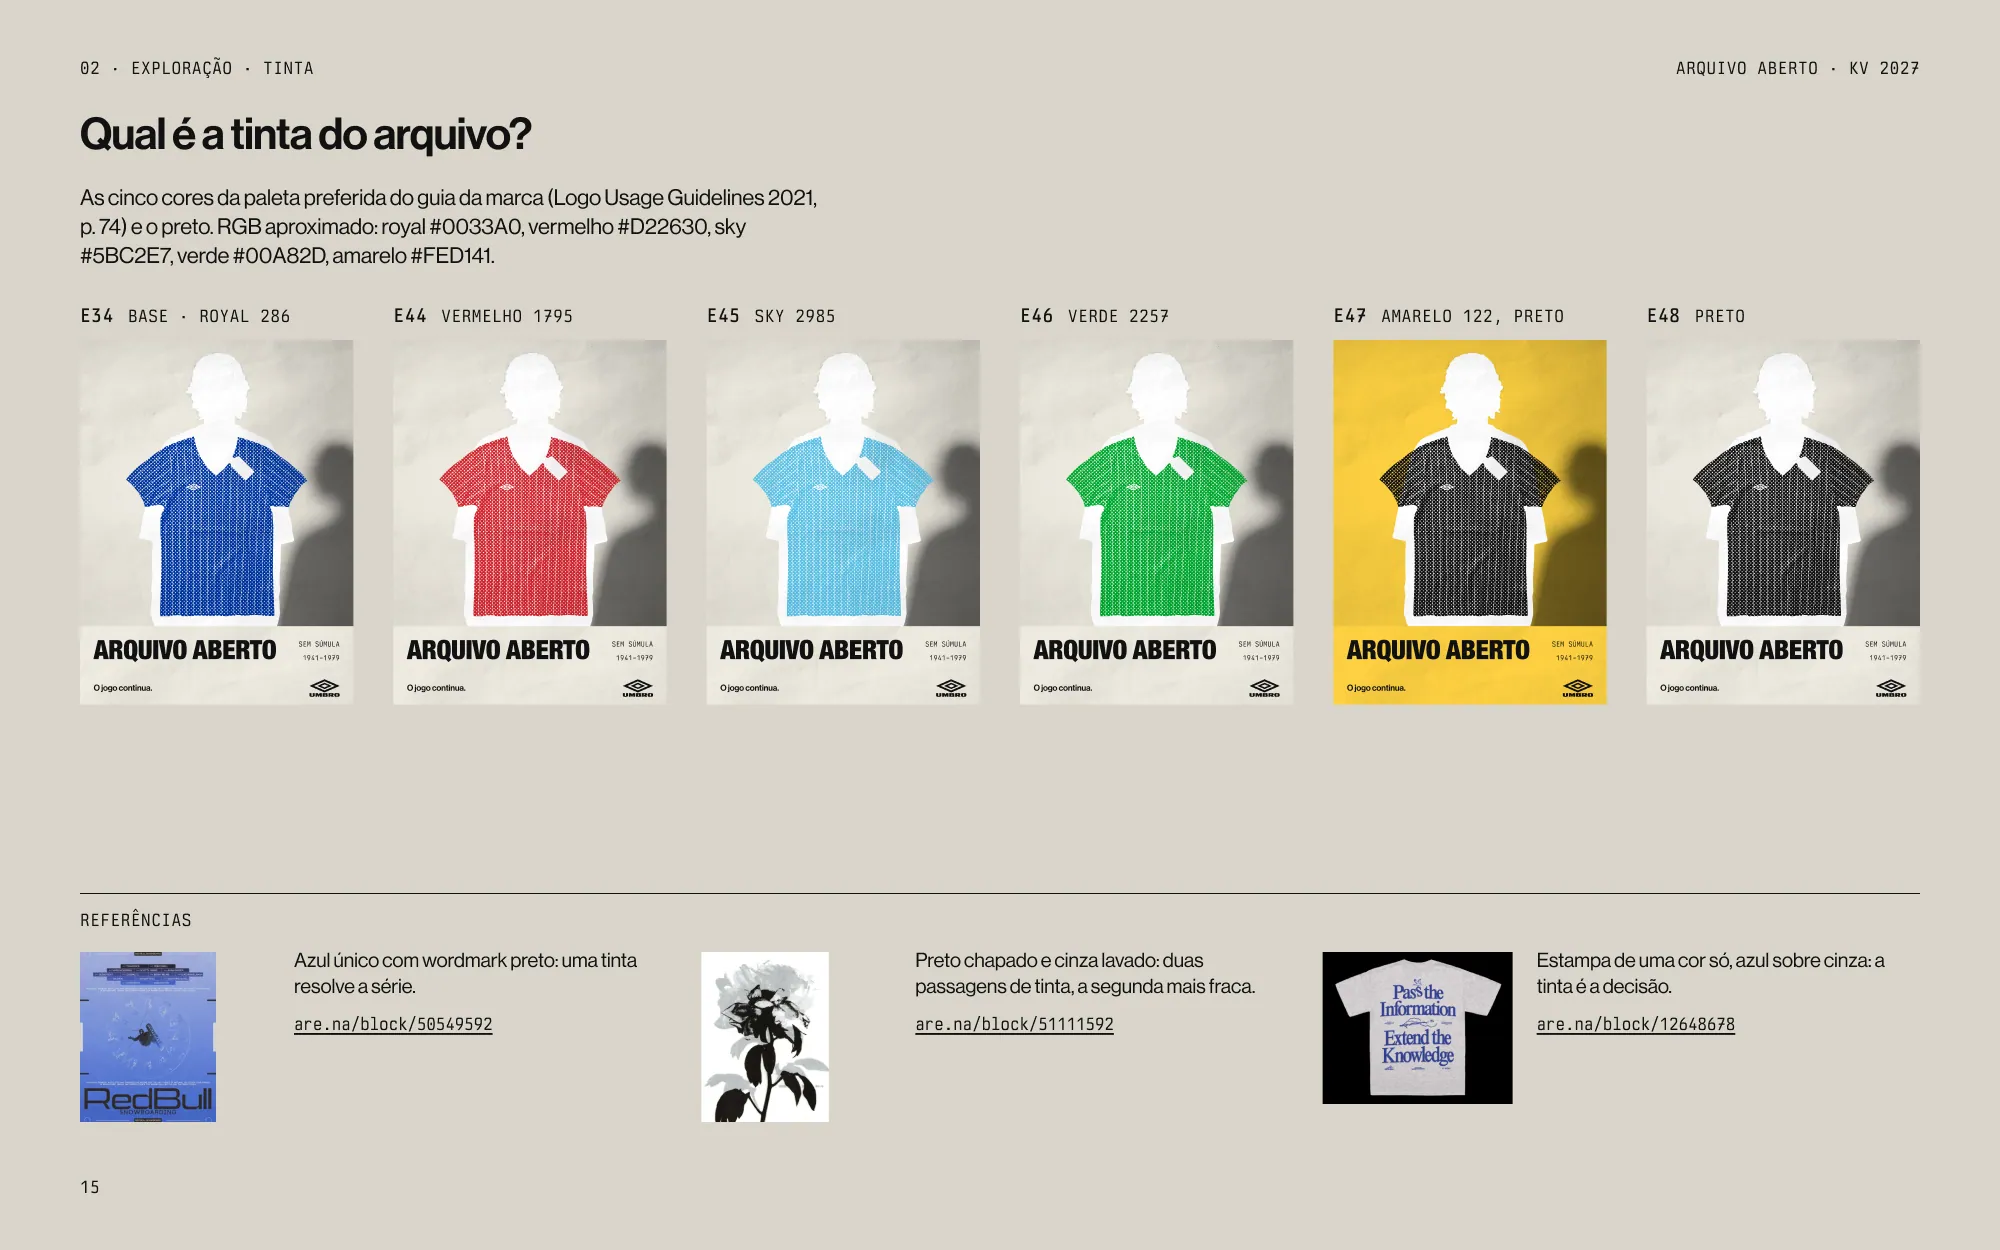 02 · EXPLORAÇÃO · TINTA
ARQUIVO ABERTO · KV 2027
Qual é a tinta do arquivo?
As cinco cores da paleta preferida do guia da marca (Logo Usage Guidelines 2021,
p. 74) e o preto. RGB aproximado: royal #0033A0, vermelho #D22630, sky
#5BC2E7, verde #00A82D, amarelo #FED141.
E34 BASE · ROYAL 286
E44 VERMELHO 1795
E45 SKY 2985
E46 VERDE 2257
E47 AMARELO 122, PRETO
E48 PRETO
ARQUIVO ABERTO
SEM SÚMULA
1941–1979
O jogo continua.
UMBRO
ARQUIVO ABERTO
SEM SÚMULA
1941–1979
O jogo continua.
UMBRO
ARQUIVO ABERTO
SEM SÚMULA
1941–1979
O jogo continua.
UMBRO
ARQUIVO ABERTO
SEM SÚMULA
1941–1979
O jogo continua.
UMBRO
ARQUIVO ABERTO
SEM SÚMULA
1941–1979
O jogo continua.
UMBRO
ARQUIVO ABERTO
SEM SÚMULA
1941–1979
O jogo continua.
UMBRO
REFERÊNCIAS
RedBull
SNOWBOARDING
Azul único com wordmark preto: uma tinta
resolve a série.
are.na/block/50549592
Preto chapado e cinza lavado: duas
passagens de tinta, a segunda mais fraca.
are.na/block/51111592
Pass the
Information
Extend the
Knowledge
Estampa de uma cor só, azul sobre cinza: a
tinta é a decisão.
are.na/block/12648678
15